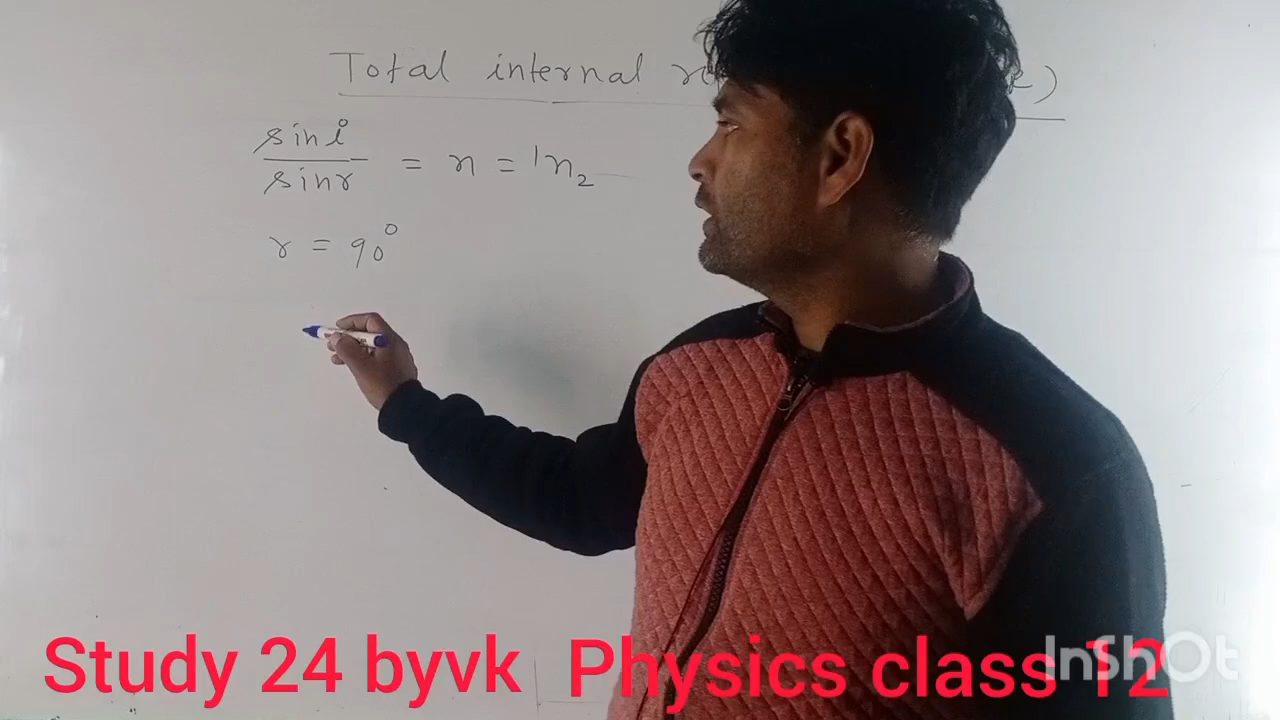 Total internal
sin i
sin r
= n = ¹n₂
r = 90°
Study 24 byvk Physics class 12
InShOt